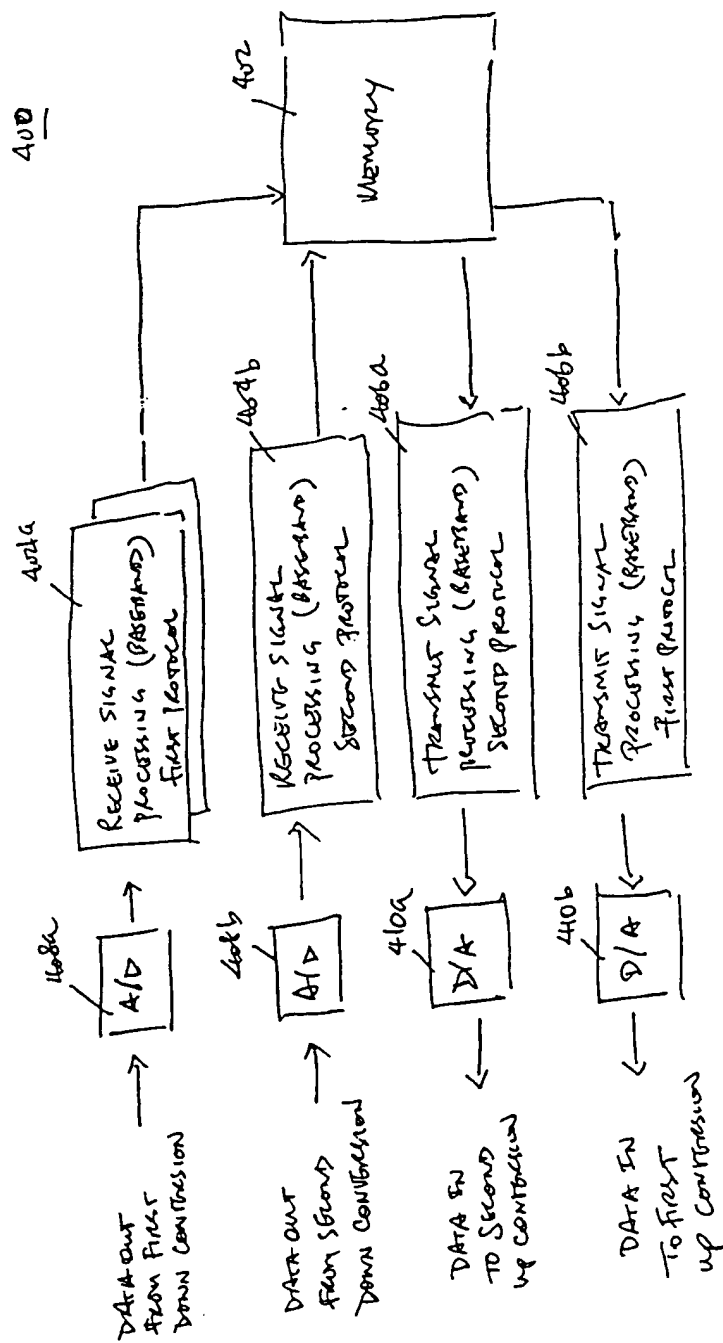 400
402
MEMORY
404a
RECEIVE SIGNAL
PROCESSING (BASEBAND)
FIRST PROTOCOL
408a
A/D
DATA OUT
FROM FIRST
DOWN CONVERSION
404b
RECEIVE SIGNAL
PROCESSING (BASEBAND)
SECOND PROTOCOL
408b
A/D
DATA OUT
FROM SECOND
DOWN CONVERSION
406a
TRANSMIT SIGNAL
PROCESSING (BASEBAND)
SECOND PROTOCOL
410a
D/A
DATA IN
TO SECOND
UP CONVERSION
406b
TRANSMIT SIGNAL
PROCESSING (BASEBAND)
FIRST PROTOCOL
410b
D/A
DATA IN
TO FIRST
UP CONVERSION